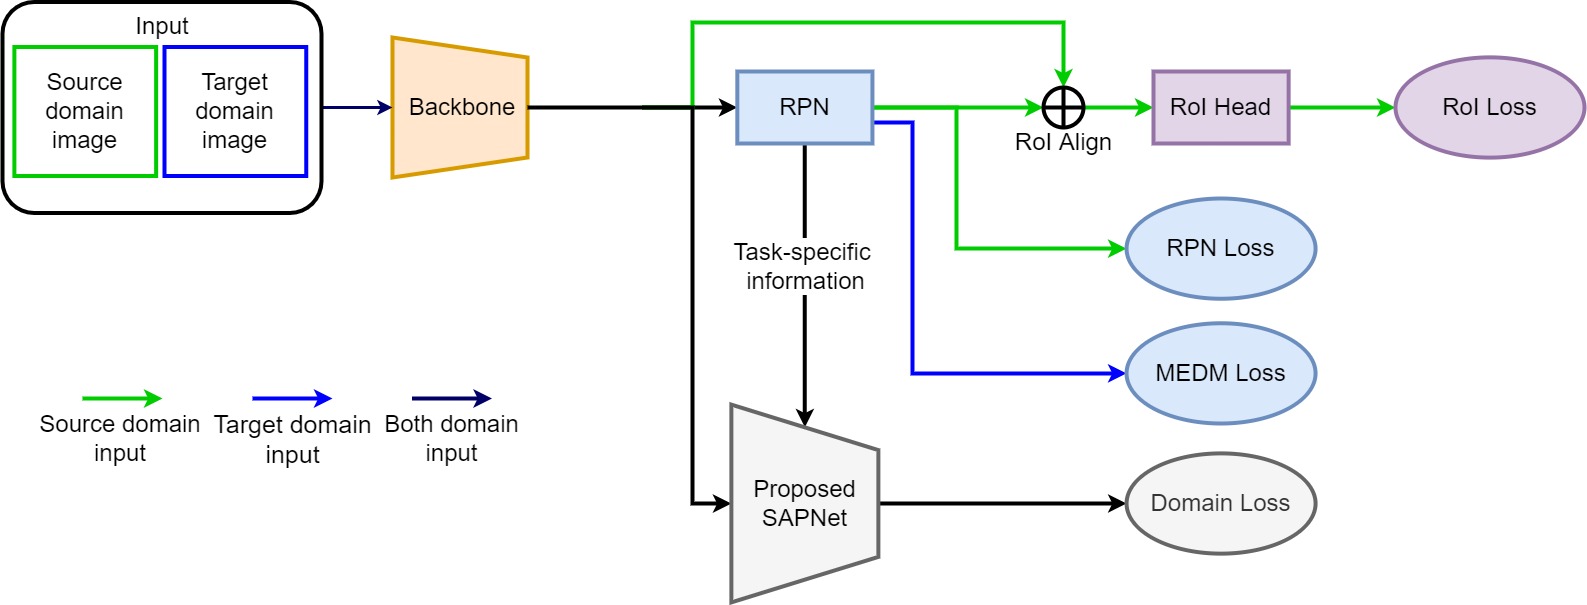 Input
Source
domain
image
Target
domain
image
Backbone
RPN
RoI Align
RoI Head
RoI Loss
Task-specific
information
RPN Loss
MEDM Loss
Source domain
input
Target domain
input
Both domain
input
Proposed
SAPNet
Domain Loss